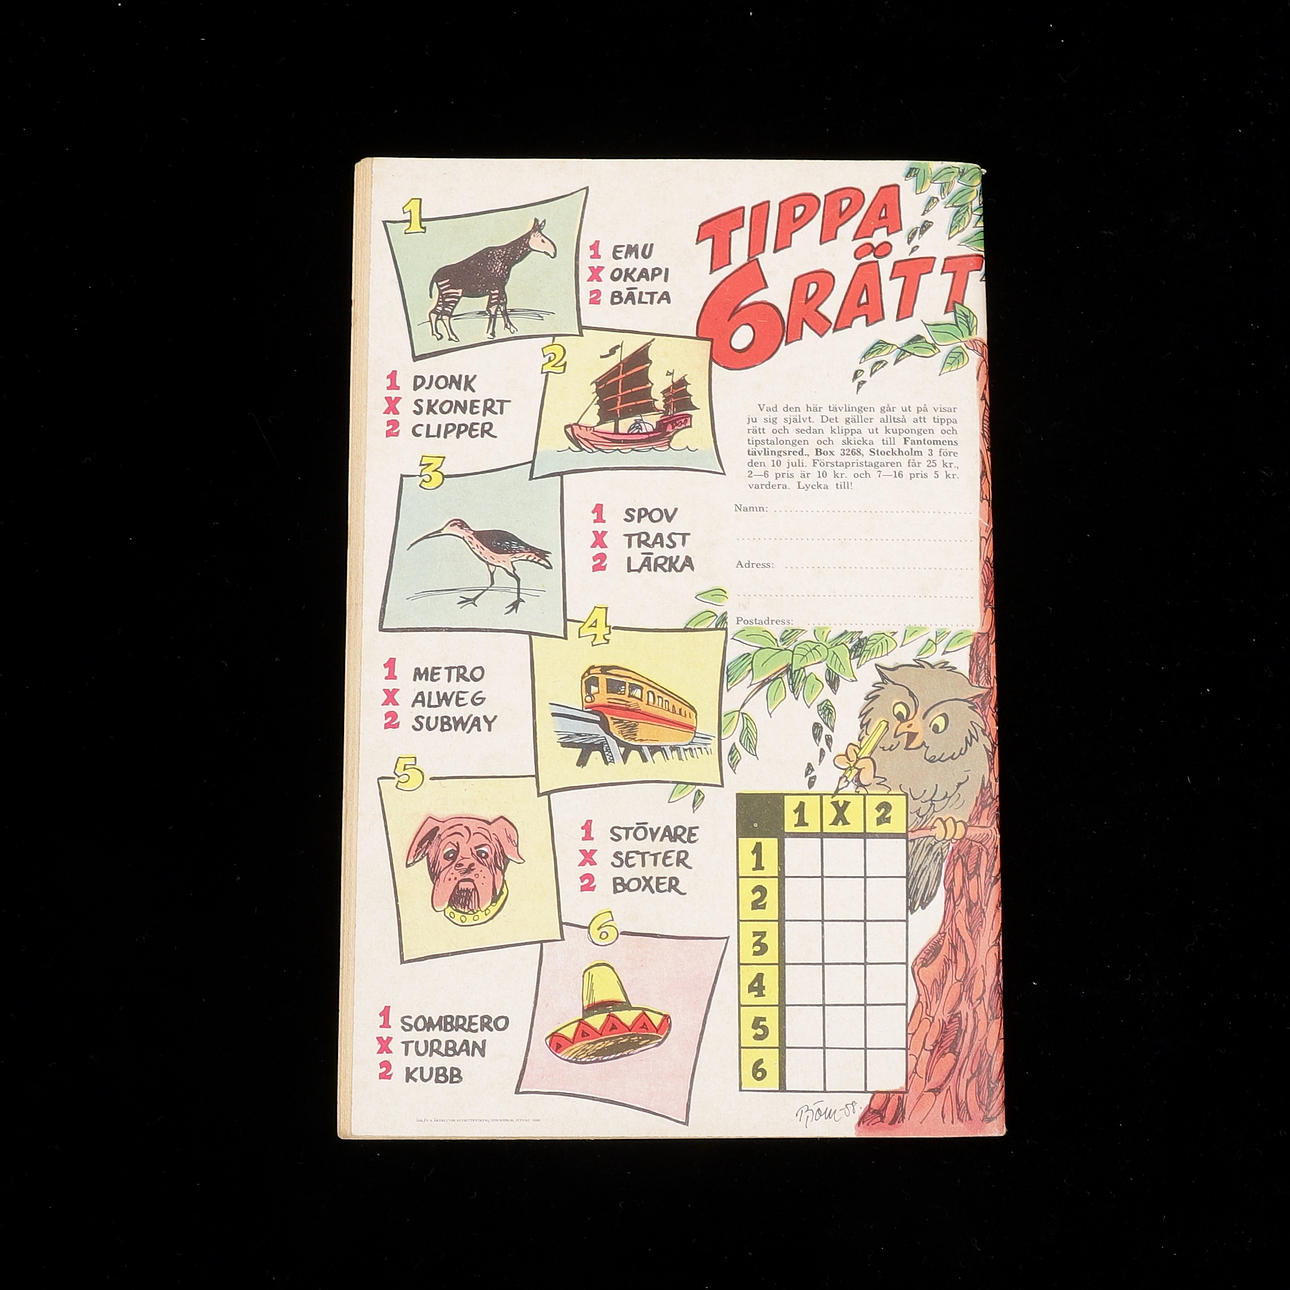 TIPPA
6 RÄTT
1
1 EMU
X OKAPI
2 BÄLTA
2
1 DJONK
X SKONERT
2 CLIPPER
3
1 SPOV
X TRAST
2 LÄRKA
4
1 METRO
X ALWEG
2 SUBWAY
5
1 STÖVARE
X SETTER
2 BOXER
6
1 SOMBRERO
X TURBAN
2 KUBB
Vad den här tävlingen går ut på visar
ju sig självt. Det gäller alltså att tippa
rätt och sedan klippa ut kupongen och
tipstalongen och skicka till Fantomens
tävlingsred., Box 3268, Stockholm 3 före
den 10 juli. Förstapristagaren får 25 kr.,
2—6 pris är 10 kr. och 7—16 pris 5 kr.
vardera. Lycka till!
Namn:
Adress:
Postadress:
1 X 2
1
2
3
4
5
6